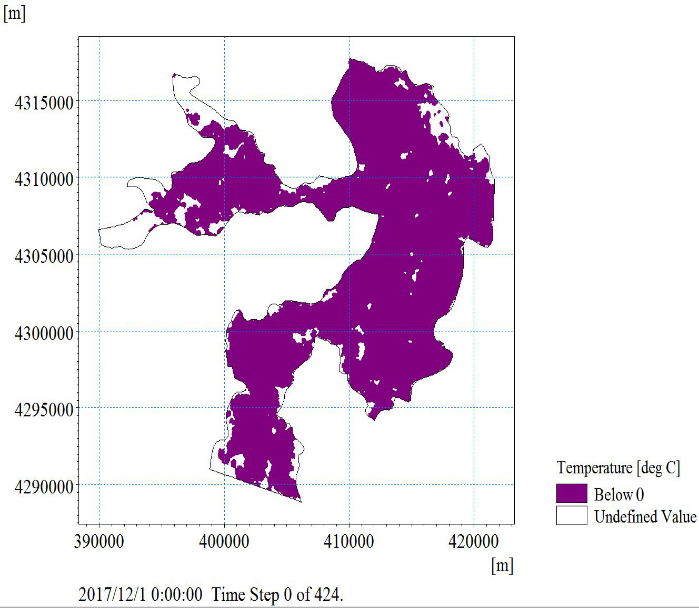 [m]
4315000
4310000
4305000
4300000
4295000
4290000
390000 400000 410000 420000
[m]
Temperature [deg C]
Below 0
Undefined Value
2017/12/1 0:00:00 Time Step 0 of 424.